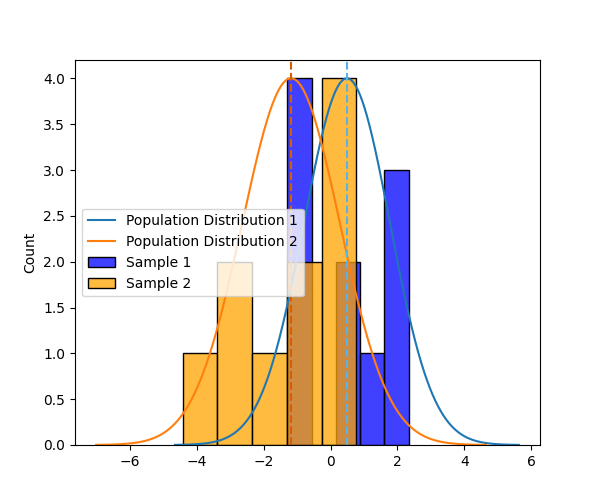 4.0
3.5
3.0
2.5
2.0
1.5
1.0
0.5
0.0
Count
Population Distribution 1
Population Distribution 2
Sample 1
Sample 2
−6 −4 −2 0 2 4 6